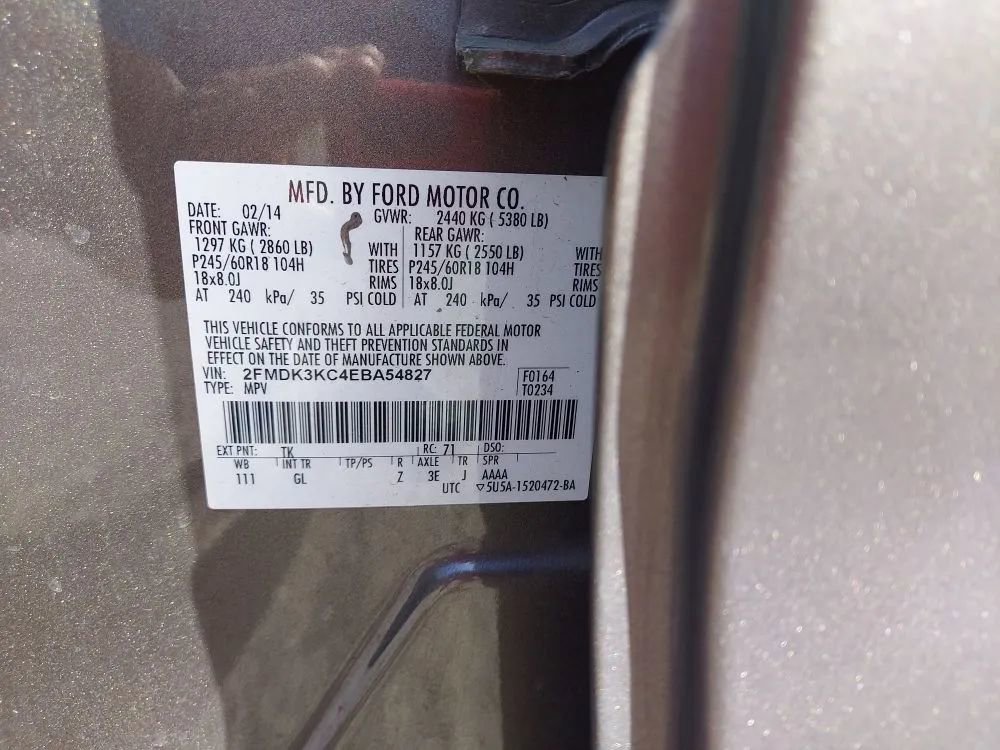 MFD. BY FORD MOTOR CO.
DATE: 02/14 GVWR: 2440 KG ( 5380 LB)
FRONT GAWR: REAR GAWR:
1297 KG ( 2860 LB) WITH 1157 KG ( 2550 LB) WITH
P245/60R18 104H TIRES P245/60R18 104H TIRES
18x8.0J RIMS 18x8.0J RIMS
AT 240 kPa/ 35 PSI COLD AT 240 kPa/ 35 PSI COLD
THIS VEHICLE CONFORMS TO ALL APPLICABLE FEDERAL MOTOR
VEHICLE SAFETY AND THEFT PREVENTION STANDARDS IN
EFFECT ON THE DATE OF MANUFACTURE SHOWN ABOVE.
VIN: 2FMDK3KC4EBA54827 F0164
TYPE: MPV T0234
EXT PNT: TK RC: 71 DSO:
WB INT TR TP/PS R AXLE TR SPR
111 GL Z 3E J AAAA
UTC ▽5U5A-1520472-BA